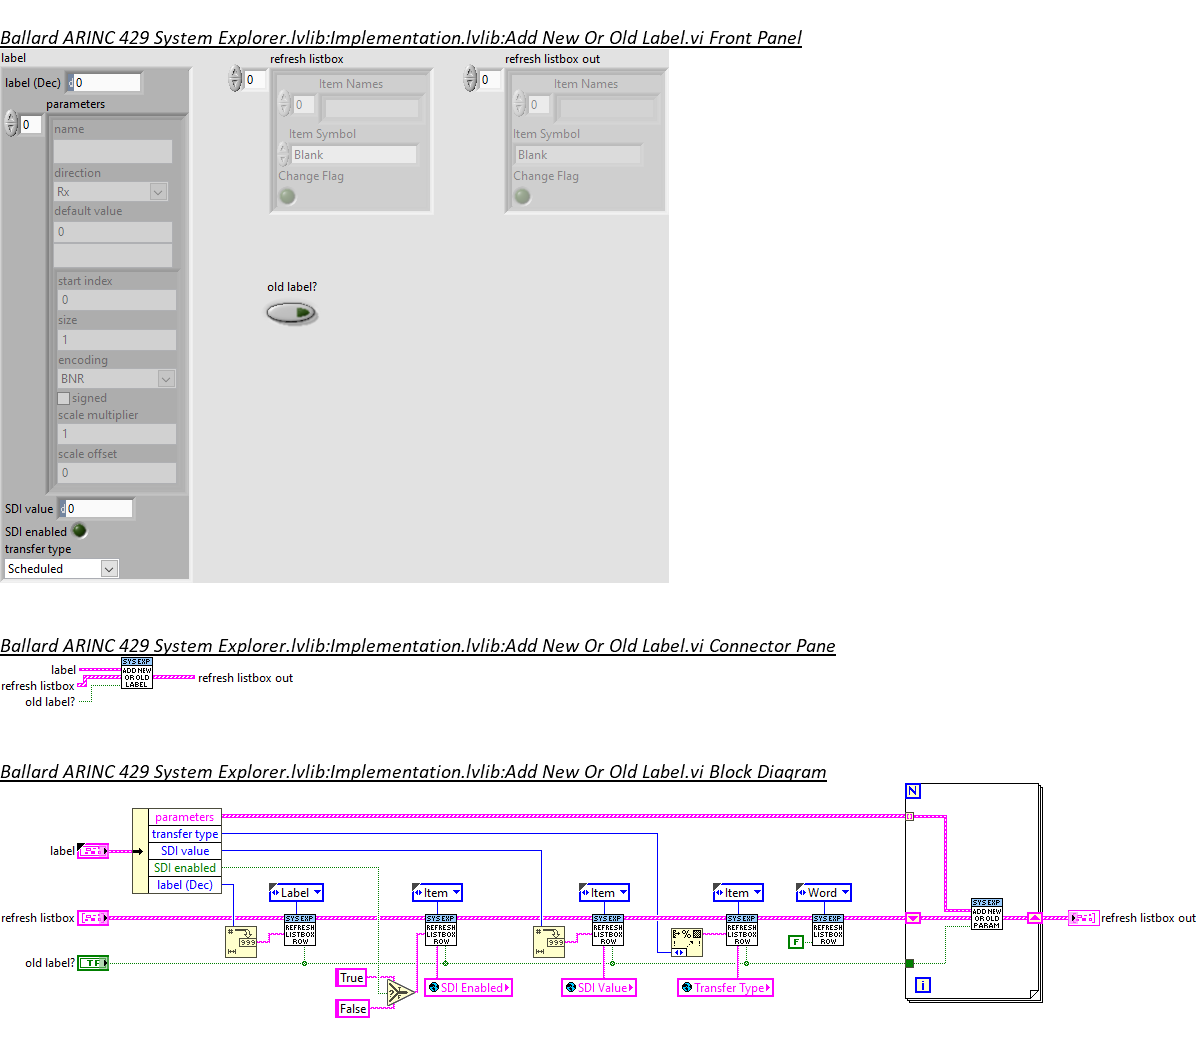 Ballard ARINC 429 System Explorer.lvlib:Implementation.lvlib:Add New Or Old Label.vi Front Panel
label
refresh listbox
refresh listbox out
label (Dec)
d
0
0
0
Item Names
Item Names
parameters
0
0
0
name
Item Symbol
Item Symbol
Blank
Blank
direction
Change Flag
Change Flag
Rx
default value
0
start index
old label?
0
size
1
encoding
BNR
signed
scale multiplier
1
scale offset
0
SDI value
d
0
SDI enabled
transfer type
Scheduled
Ballard ARINC 429 System Explorer.lvlib:Implementation.lvlib:Add New Or Old Label.vi Connector Pane
label
refresh listbox
old label?
SYS EXP
ADD NEW
OR OLD
LABEL
refresh listbox out
Ballard ARINC 429 System Explorer.lvlib:Implementation.lvlib:Add New Or Old Label.vi Block Diagram
N
parameters
transfer type
label
SDI value
SDI enabled
label (Dec)
Label
Item
Item
Item
Word
refresh listbox
SYS EXP
REFRESH
LISTBOX
ROW
SYS EXP
REFRESH
LISTBOX
ROW
SYS EXP
REFRESH
LISTBOX
ROW
SYS EXP
REFRESH
LISTBOX
ROW
SYS EXP
REFRESH
LISTBOX
ROW
SYS EXP
ADD NEW
OR OLD
PARAM
refresh listbox out
#
999
#
999
%
F
old label?
TF
True
False
?
SDI Enabled
SDI Value
Transfer Type
i